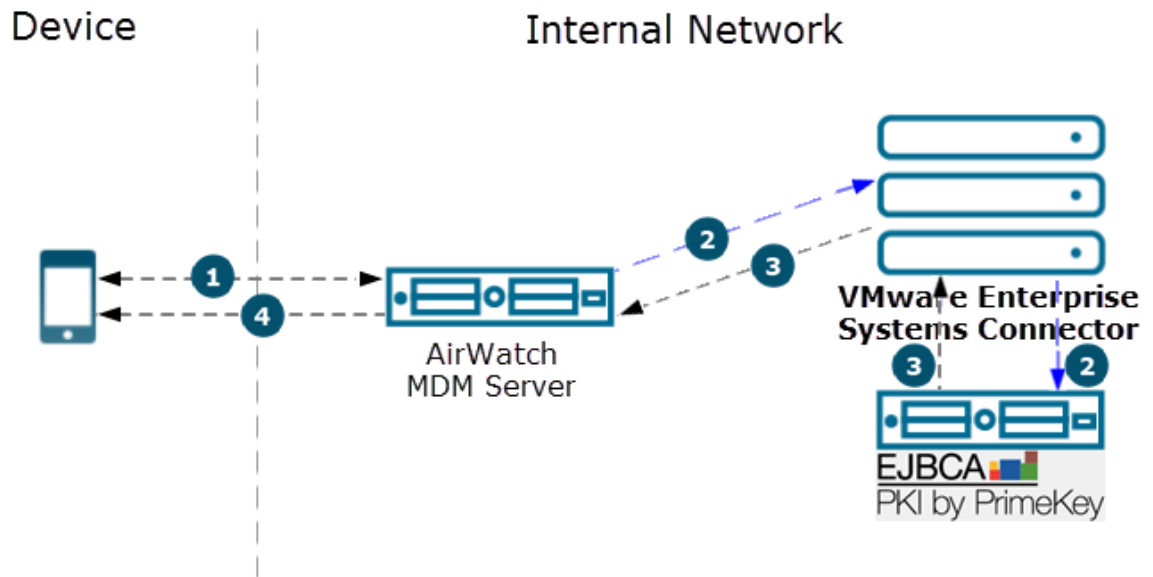 Device
Internal Network
1
2
3
4
AirWatch
MDM Server
VMware Enterprise
Systems Connector
3
2
EJBCA
PKI by PrimeKey